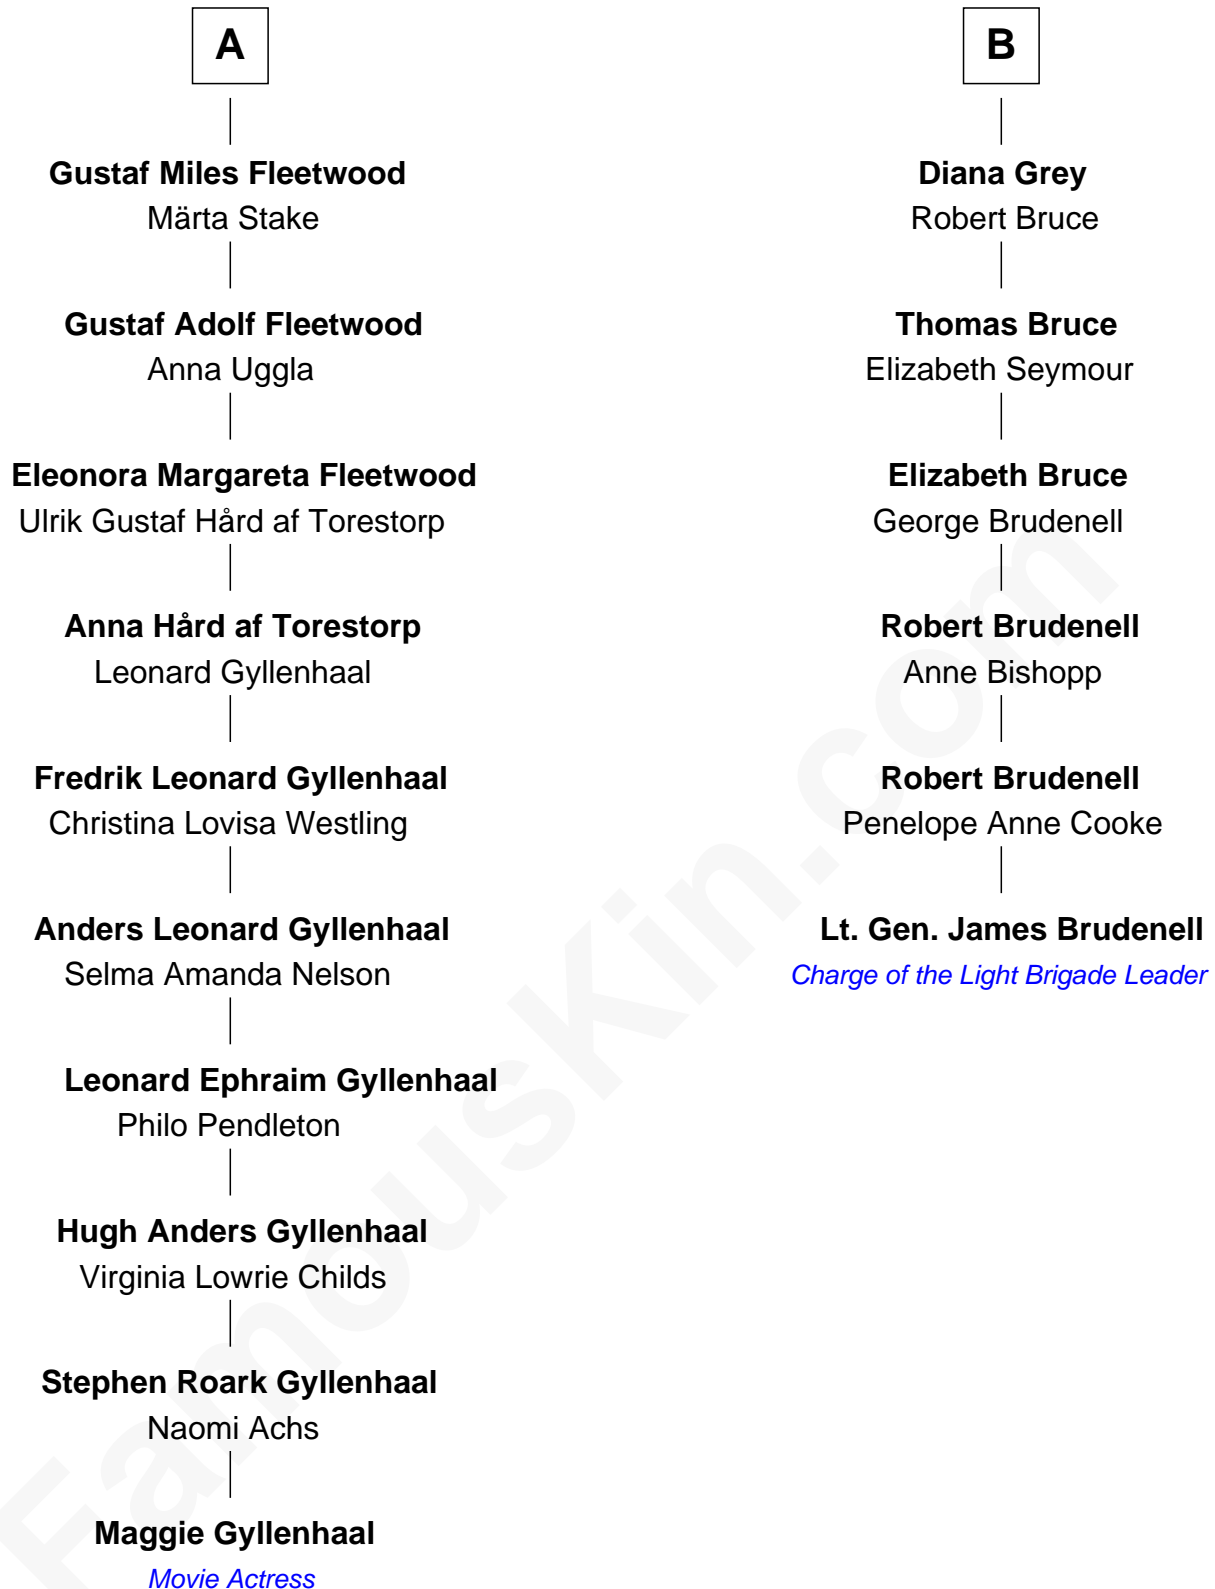 A
Gustaf Miles Fleetwood
Märta Stake
Gustaf Adolf Fleetwood
Anna Uggla
Eleonora Margareta Fleetwood
Ulrik Gustaf Hård af Torestorp
Anna Hård af Torestorp
Leonard Gyllenhaal
Fredrik Leonard Gyllenhaal
Christina Lovisa Westling
Anders Leonard Gyllenhaal
Selma Amanda Nelson
Leonard Ephraim Gyllenhaal
Philo Pendleton
Hugh Anders Gyllenhaal
Virginia Lowrie Childs
Stephen Roark Gyllenhaal
Naomi Achs
Maggie Gyllenhaal
Movie Actress
B
Diana Grey
Robert Bruce
Thomas Bruce
Elizabeth Seymour
Elizabeth Bruce
George Brudenell
Robert Brudenell
Anne Bishopp
Robert Brudenell
Penelope Anne Cooke
Lt. Gen. James Brudenell
Charge of the Light Brigade Leader
FamousKin.com